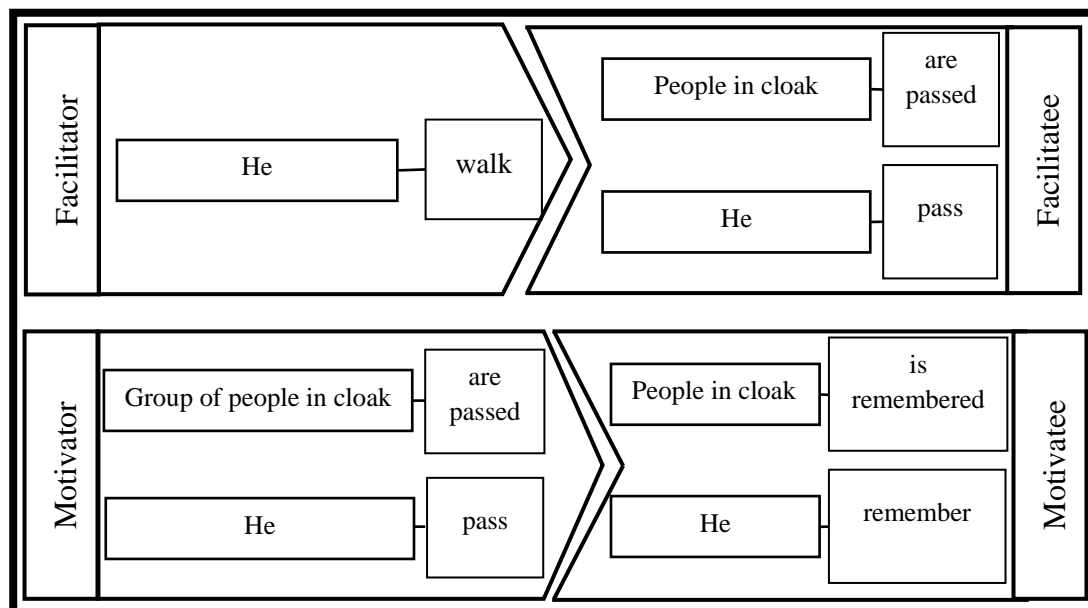 Facilitator
He
walk
People in cloak
are
passed
He
pass
Facilitatee
Motivator
Group of people in cloak
are
passed
He
pass
People in cloak
is
remembered
He
remember
Motivatee